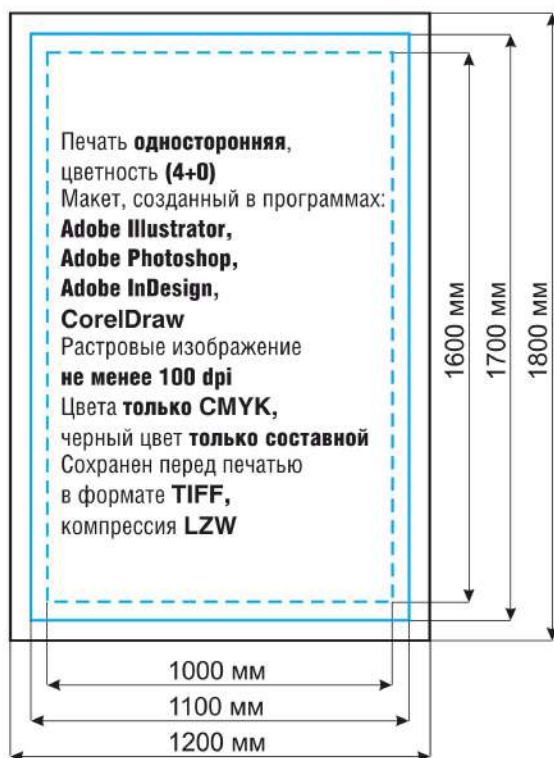 Печать односторонняя,
цветность (4+0)
Макет, созданный в программах:
Adobe Illustrator,
Adobe Photoshop,
Adobe InDesign,
CorelDraw
Растровые изображение
не менее 100 dpi
Цвета только CMYK,
черный цвет только составной
Сохранен перед печатью
в формате TIFF,
компрессия LZW
1600 мм
1700 мм
1800 мм
1000 мм
1100 мм
1200 мм